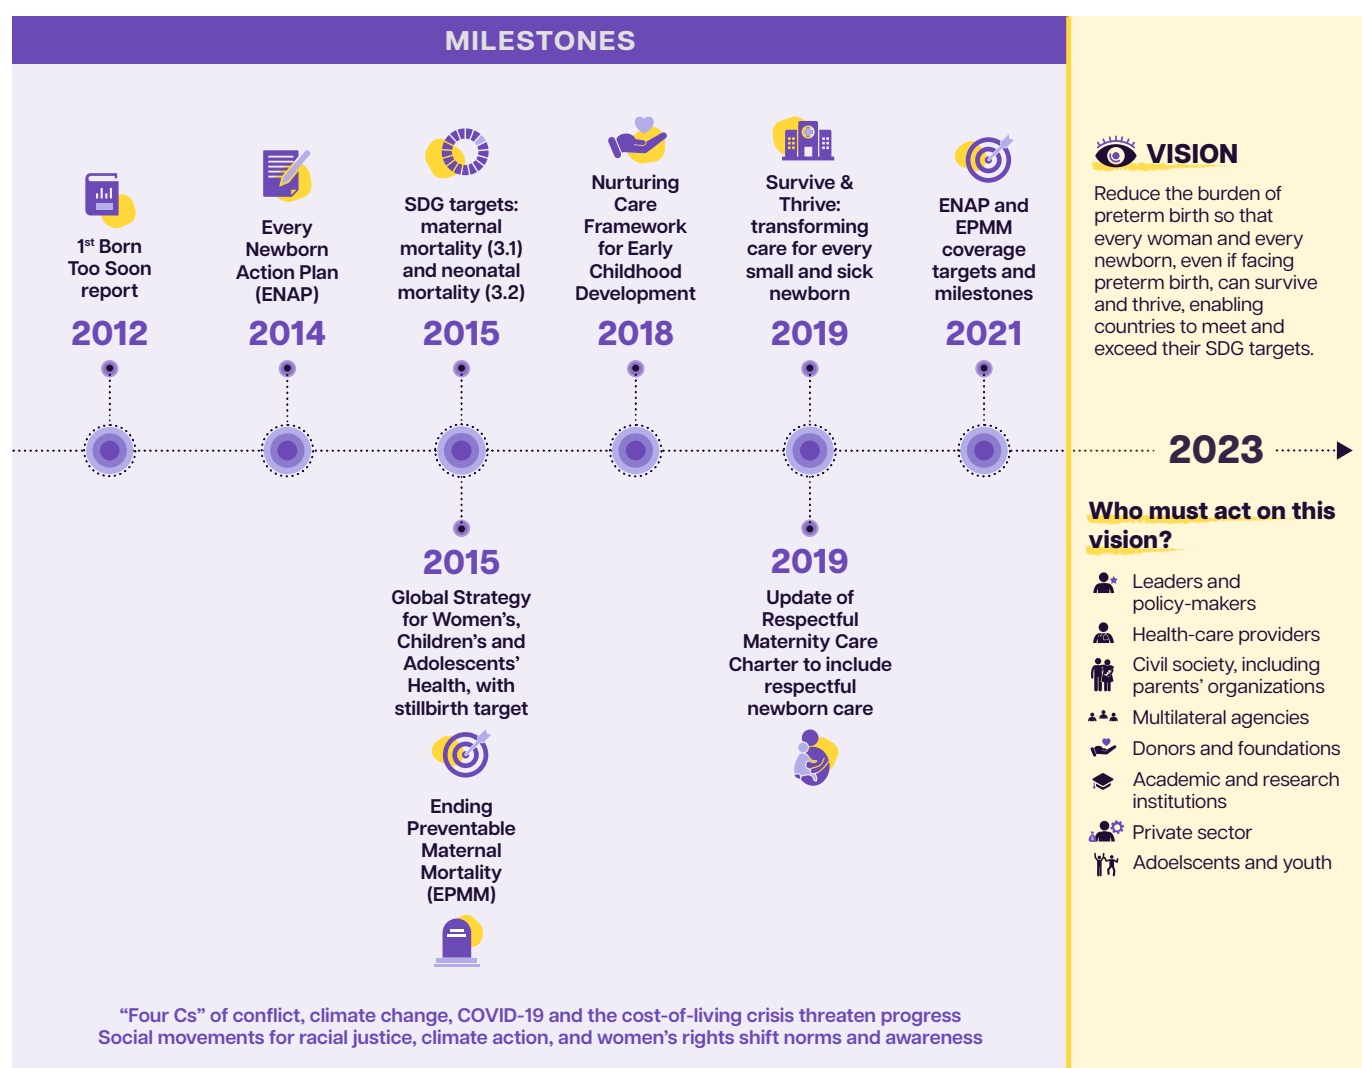 MILESTONES
1st Born
Too Soon
report
2012
Every
Newborn
Action Plan
(ENAP)
2014
SDG targets:
maternal
mortality (3.1)
and neonatal
mortality (3.2)
2015
Nurturing
Care
Framework
for Early
Childhood
Development
2018
Survive &
Thrive:
transforming
care for every
small and sick
newborn
2019
ENAP and
EPMM
coverage
targets and
milestones
2021
2015
Global Strategy
for Women’s,
Children’s and
Adolescents’
Health, with
stillbirth target
Ending
Preventable
Maternal
Mortality
(EPMM)
2019
Update of
Respectful
Maternity Care
Charter to include
respectful
newborn care
“Four Cs” of conflict, climate change, COVID-19 and the cost-of-living crisis threaten progress
Social movements for racial justice, climate action, and women’s rights shift norms and awareness
VISION
Reduce the burden of
preterm birth so that
every woman and every
newborn, even if facing
preterm birth, can survive
and thrive, enabling
countries to meet and
exceed their SDG targets.
2023
Who must act on this
vision?
Leaders and
policy-makers
Health-care providers
Civil society, including
parents’ organizations
Multilateral agencies
Donors and foundations
Academic and research
institutions
Private sector
Adoelscents and youth